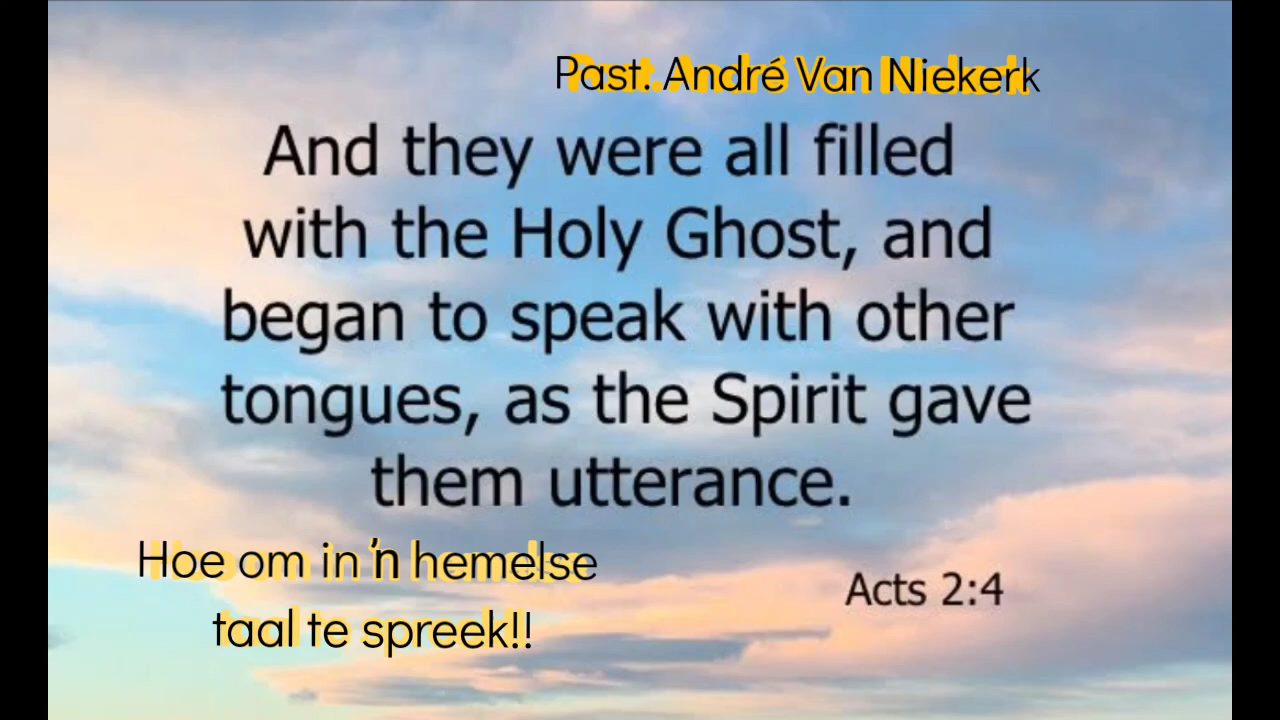 Past. André Van Niekerk
And they were all filled
with the Holy Ghost, and
began to speak with other
tongues, as the Spirit gave
them utterance.
Hoe om in 'n hemelse
taal te spreek!!
Acts 2:4